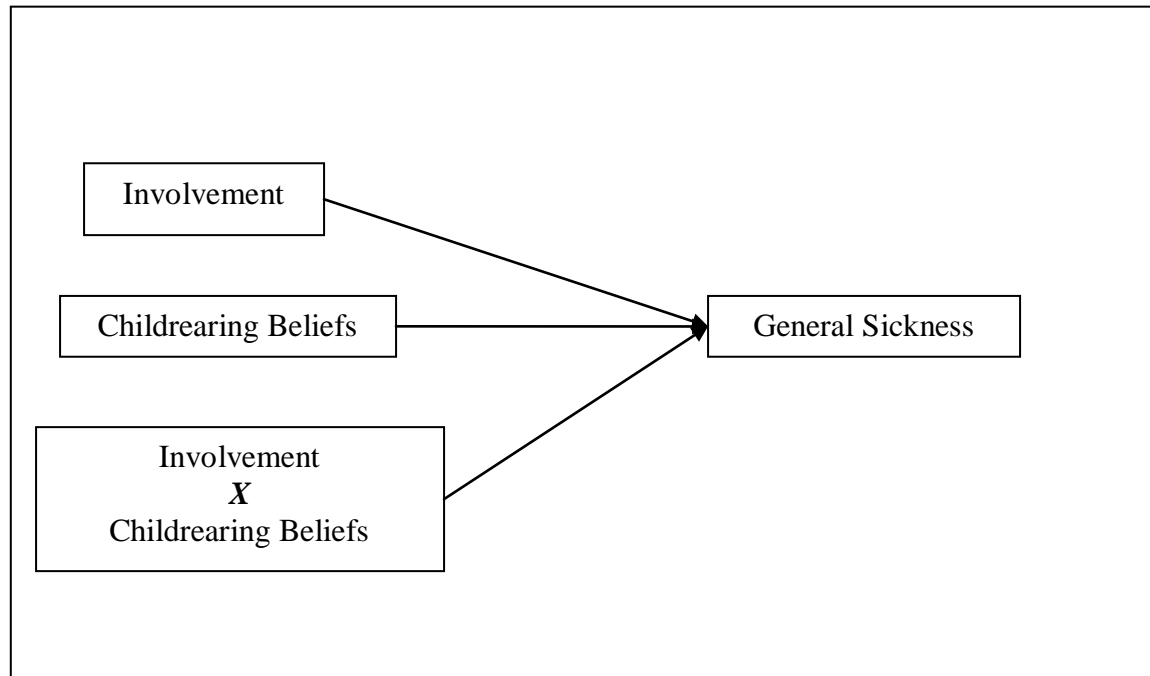 Involvement
Childrearing Beliefs
General Sickness
Involvement
X
Childrearing Beliefs